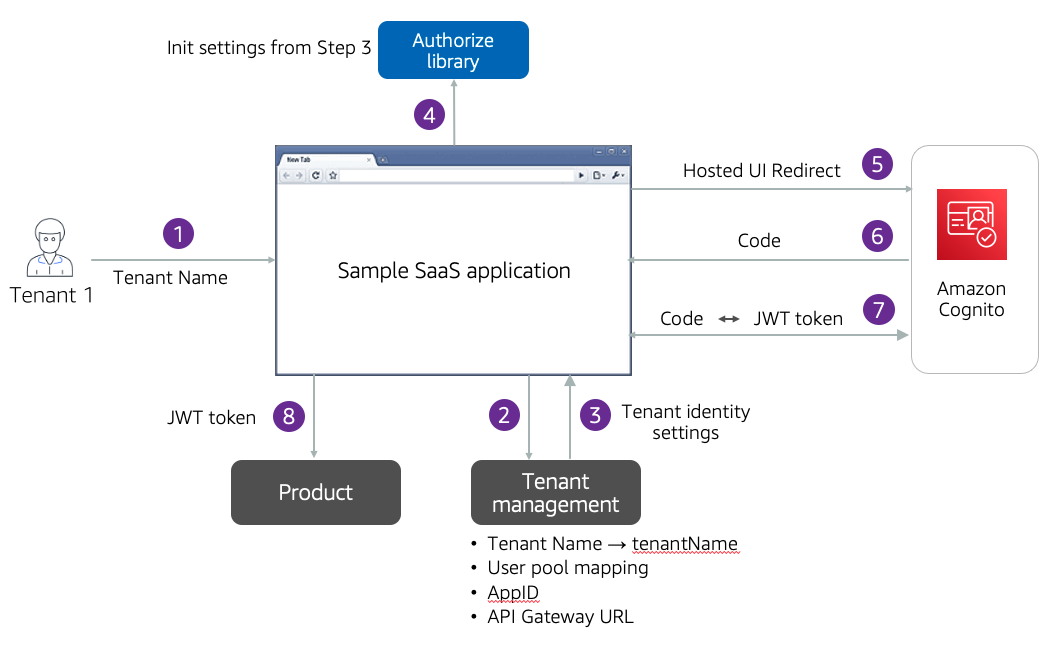 Authorize
library
Init settings from Step 3
4
New Tab
Hosted UI Redirect
5
1
Code
6
Sample SaaS application
Tenant Name
Tenant 1
Amazon
Cognito
Code ↔ JWT token
7
JWT token
8
2
3
Tenant identity
settings
Product
Tenant
management
• Tenant Name → tenantName
• User pool mapping
• AppID
• API Gateway URL